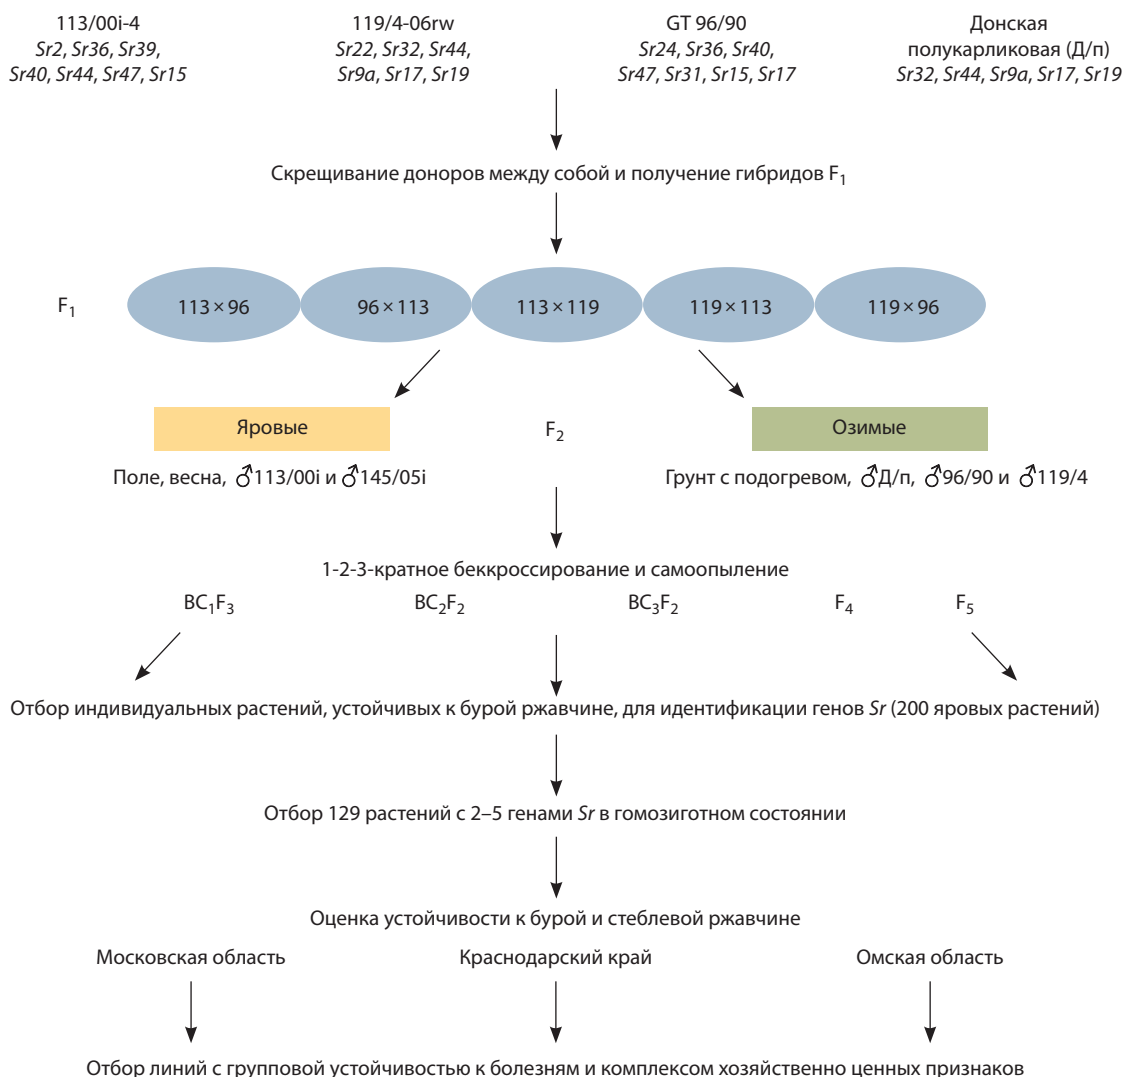 113/00i-4
Sr2, Sr36, Sr39,
Sr40, Sr44, Sr47, Sr15
119/4-06rw
Sr22, Sr32, Sr44,
Sr9a, Sr17, Sr19
GT 96/90
Sr24, Sr36, Sr40,
Sr47, Sr31, Sr15, Sr17
Донская
полукарликовая (Д/п)
Sr32, Sr44, Sr9a, Sr17, Sr19
Скрещивание доноров между собой и получение гибридов F₁
F₁
113 × 96
96 × 113
113 × 119
119 × 113
119 × 96
Яровые
F₂
Озимые
Поле, весна, ♂113/00i и ♂145/05i
Грунт с подогревом, ♂Д/п, ♂96/90 и ♂119/4
1-2-3-кратное беккроссирование и самоопыление
BC₁F₃
BC₂F₂
BC₃F₂
F₄
F₅
Отбор индивидуальных растений, устойчивых к бурой ржавчине, для идентификации генов Sr (200 яровых растений)
Отбор 129 растений с 2–5 генами Sr в гомозиготном состоянии
Оценка устойчивости к бурой и стеблевой ржавчине
Московская область
Краснодарский край
Омская область
Отбор линий с групповой устойчивостью к болезням и комплексом хозяйственно ценных признаков